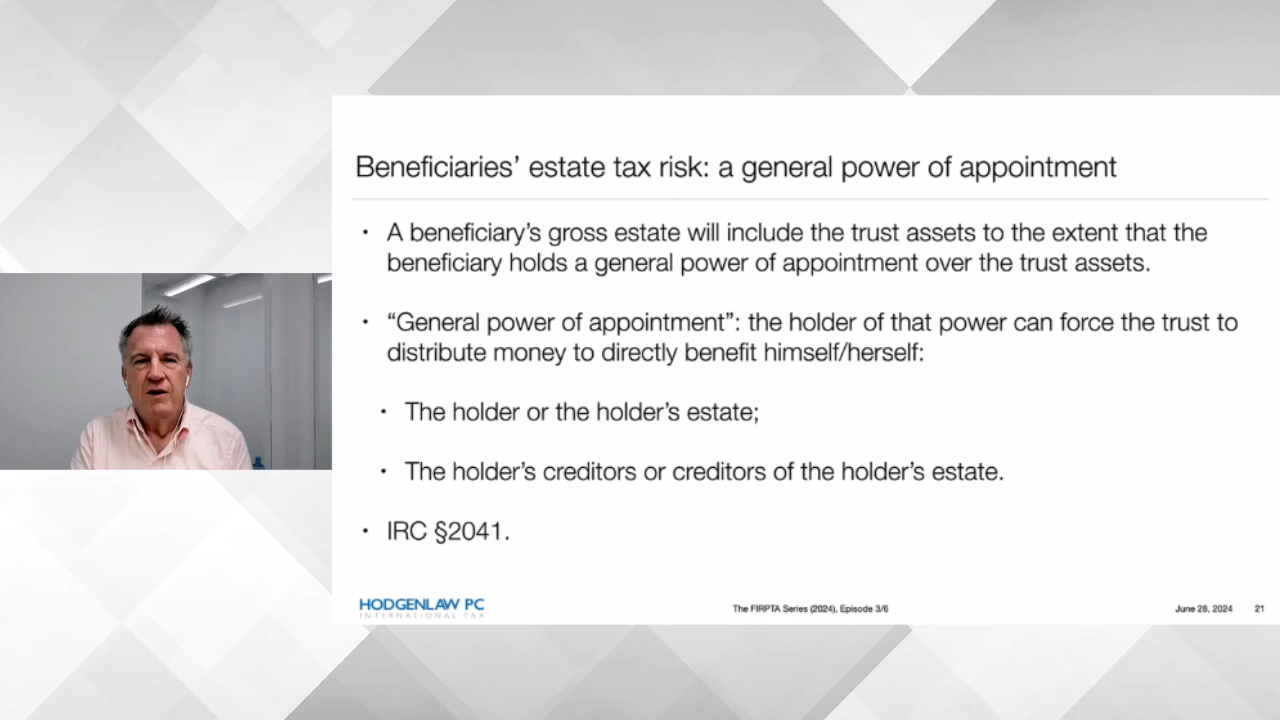 Beneficiaries’ estate tax risk: a general power of appointment
• A beneficiary’s gross estate will include the trust assets to the extent that the
beneficiary holds a general power of appointment over the trust assets.
• “General power of appointment”: the holder of that power can force the trust to
distribute money to directly benefit himself/herself:
• The holder or the holder’s estate;
• The holder’s creditors or creditors of the holder’s estate.
• IRC §2041.
HODGENLAW PC
INTERNATIONAL TAX
The FIRPTA Series (2024), Episode 3/6
June 28, 2024 21